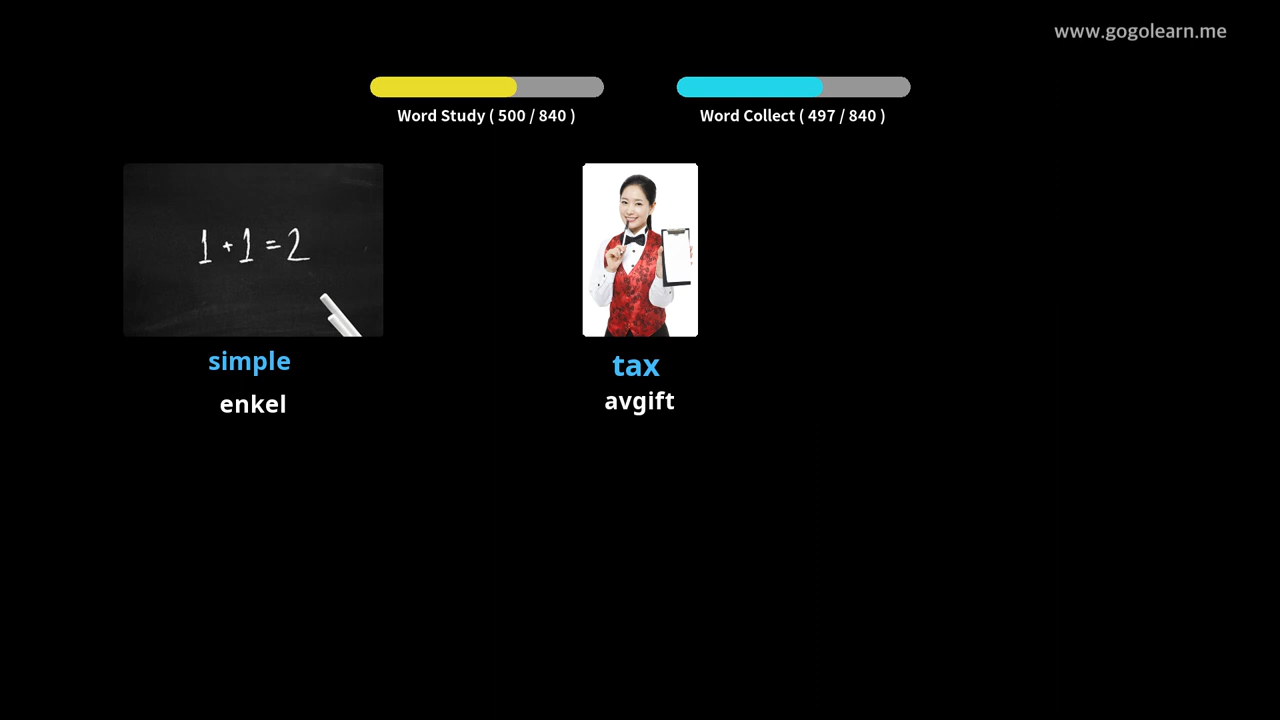 www.gogolearn.me
Word Study ( 500 / 840 )
Word Collect ( 497 / 840 )
1 + 1 = 2
simple
enkel
tax
avgift